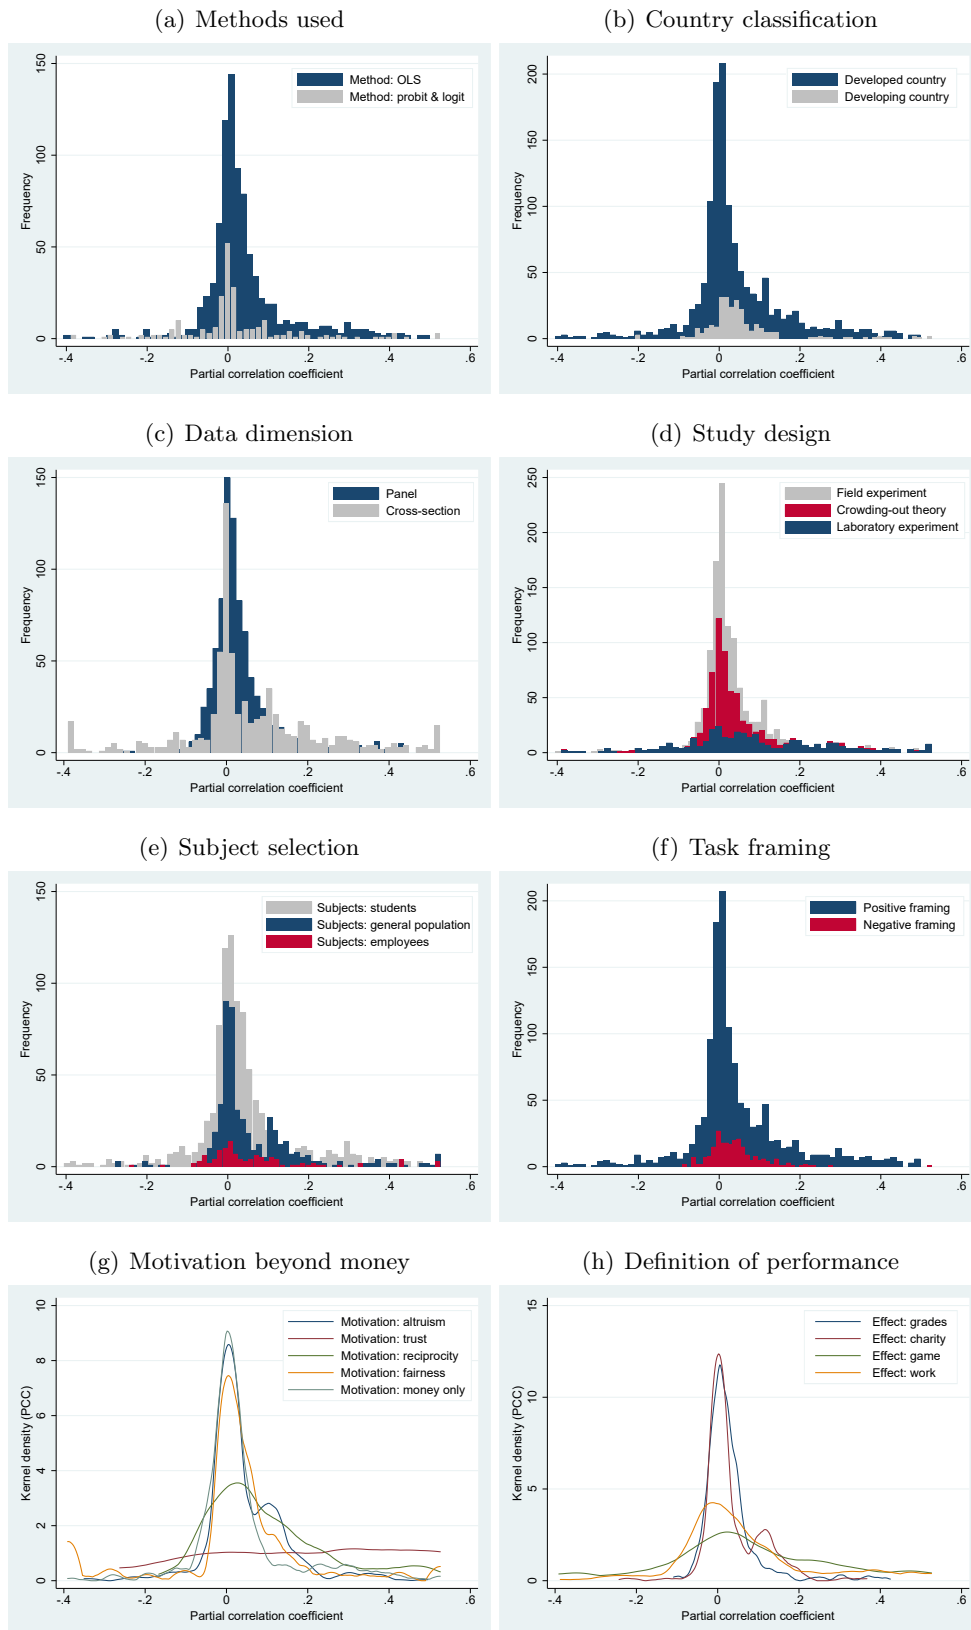 (a) Methods used
150
100
50
0
Frequency
Method: OLS
Method: probit & logit
-.4 -.2 0 .2 .4 .6
Partial correlation coefficient
(b) Country classification
200
150
100
50
0
Frequency
Developed country
Developing country
-.4 -.2 0 .2 .4 .6
Partial correlation coefficient
(c) Data dimension
150
100
50
0
Frequency
Panel
Cross-section
-.4 -.2 0 .2 .4 .6
Partial correlation coefficient
(d) Study design
250
200
150
100
50
0
Frequency
Field experiment
Crowding-out theory
Laboratory experiment
-.4 -.2 0 .2 .4 .6
Partial correlation coefficient
(e) Subject selection
150
100
50
0
Frequency
Subjects: students
Subjects: general population
Subjects: employees
-.4 -.2 0 .2 .4 .6
Partial correlation coefficient
(f) Task framing
200
150
100
50
0
Frequency
Positive framing
Negative framing
-.4 -.2 0 .2 .4 .6
Partial correlation coefficient
(g) Motivation beyond money
10
8
6
4
2
0
Kernel density (PCC)
Motivation: altruism
Motivation: trust
Motivation: reciprocity
Motivation: fairness
Motivation: money only
-.4 -.2 0 .2 .4 .6
Partial correlation coefficient
(h) Definition of performance
15
10
5
0
Kernel density (PCC)
Effect: grades
Effect: charity
Effect: game
Effect: work
-.4 -.2 0 .2 .4 .6
Partial correlation coefficient